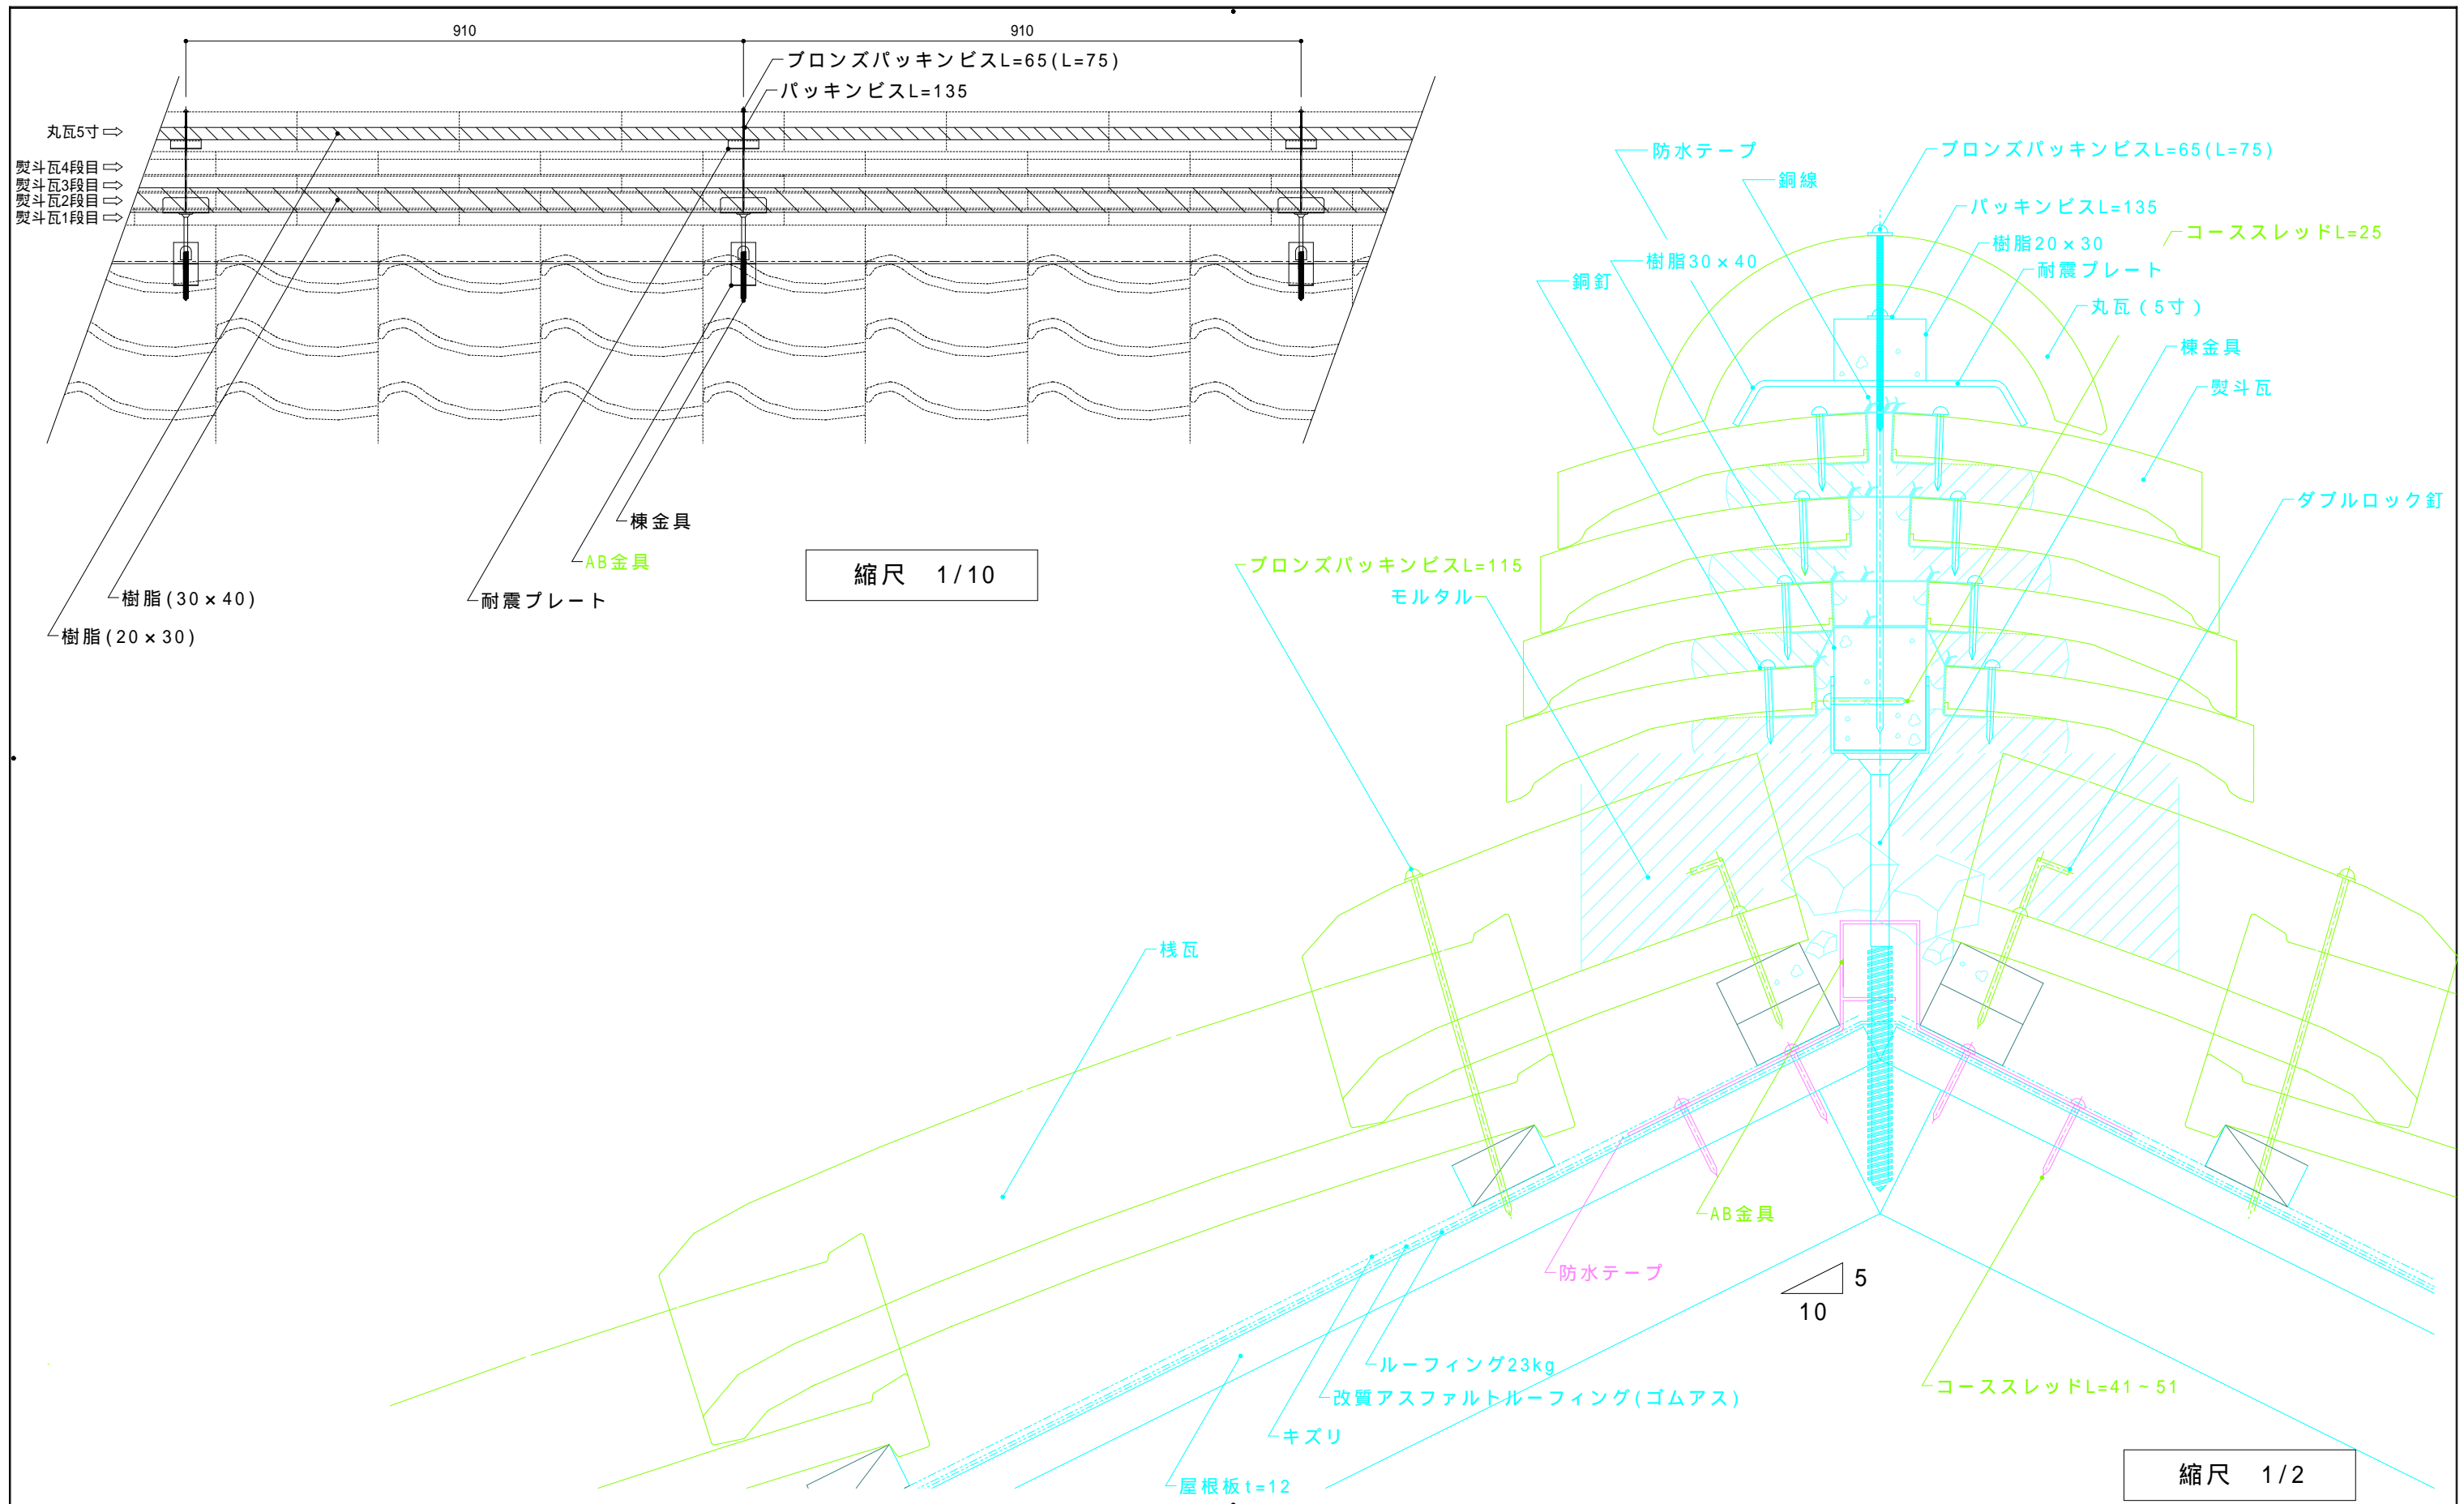 910
910
ブロンズパッキンビスL=65(L=75)
パッキンビスL=135
丸瓦5寸⇨
熨斗瓦4段目⇨
熨斗瓦3段目⇨
熨斗瓦2段目⇨
熨斗瓦1段目⇨
棟金具
AB金具
耐震プレート
樹脂(30×40)
樹脂(20×30)
縮尺 1/10
防水テープ
銅線
樹脂30×40
銅釘
ブロンズパッキンビスL=65(L=75)
パッキンビスL=135
コーススレッドL=25
樹脂20×30
耐震プレート
丸瓦(5寸)
棟金具
熨斗瓦
ダブルロック釘
ブロンズパッキンビスL=115
モルタル
桟瓦
AB金具
防水テープ
5
10
ルーフィング23kg
改質アスファルトルーフィング(ゴムアス)
キズリ
屋根板t=12
コーススレッドL=41~51
縮尺 1/2